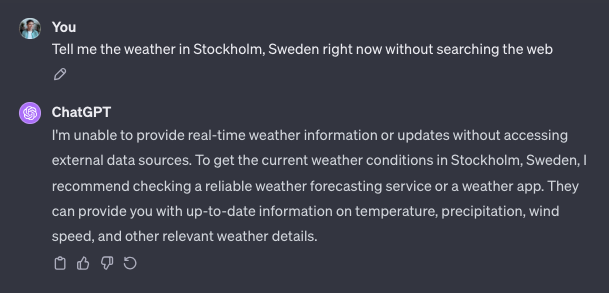 You
Tell me the weather in Stockholm, Sweden right now without searching the web
ChatGPT
I'm unable to provide real-time weather information or updates without accessing
external data sources. To get the current weather conditions in Stockholm, Sweden, I
recommend checking a reliable weather forecasting service or a weather app. They
can provide you with up-to-date information on temperature, precipitation, wind
speed, and other relevant weather details.